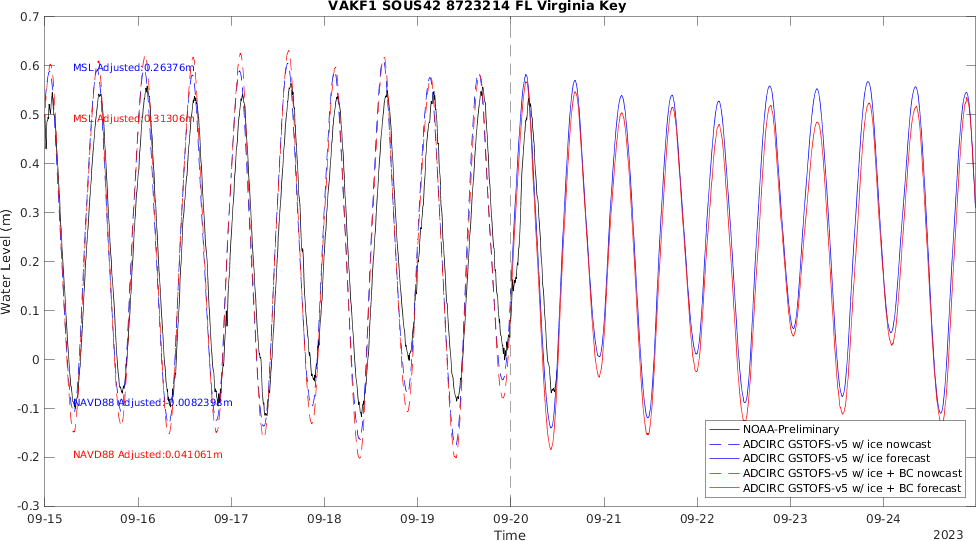 VAKF1 SOUS42 8723214 FL Virginia Key
0.7
0.6
0.5
0.4
0.3
0.2
0.1
0
-0.1
-0.2
-0.3
Water Level (m)
MSL Adjusted:0.26376m
MSL Adjusted:0.31306m
NAVD88 Adjusted:-0.0082393m
NAVD88 Adjusted:0.041061m
NOAA-Preliminary
ADCIRC GSTOFS-v5 w/ ice nowcast
ADCIRC GSTOFS-v5 w/ ice forecast
ADCIRC GSTOFS-v5 w/ ice + BC nowcast
ADCIRC GSTOFS-v5 w/ ice + BC forecast
09-15 09-16 09-17 09-18 09-19 09-20 09-21 09-22 09-23 09-24
Time
2023